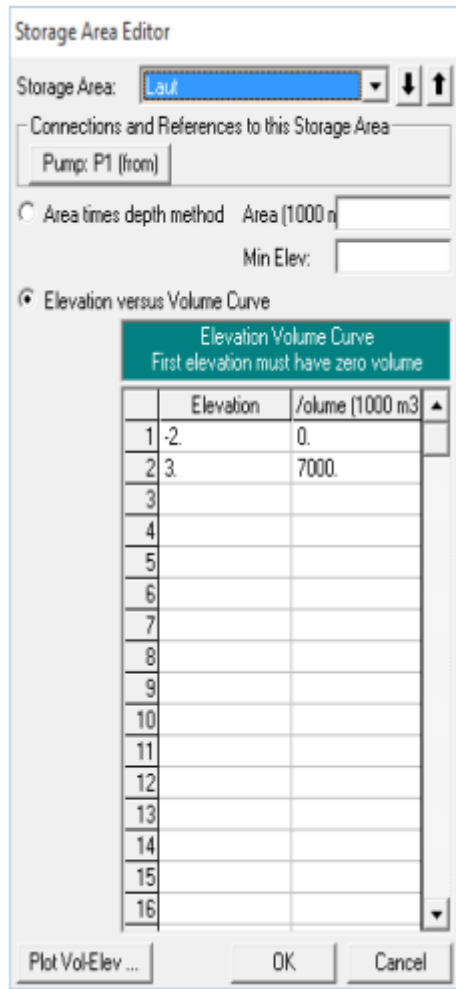 Storage Area Editor
Storage Area: Laut
Connections and References to this Storage Area
Pump: P1 (from)
Area times depth method Area (1000 n
Min Elev:
Elevation versus Volume Curve
Elevation Volume Curve
First elevation must have zero volume
Elevation /olume (1000 m3
1 -2. 0.
2 3. 7000.
3
4
5
6
7
8
9
10
11
12
13
14
15
16
Plot Vol-Elev ... OK Cancel